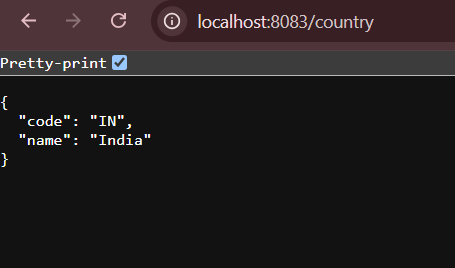 localhost:8083/country
Pretty-print
{
  "code": "IN",
  "name": "India"
}